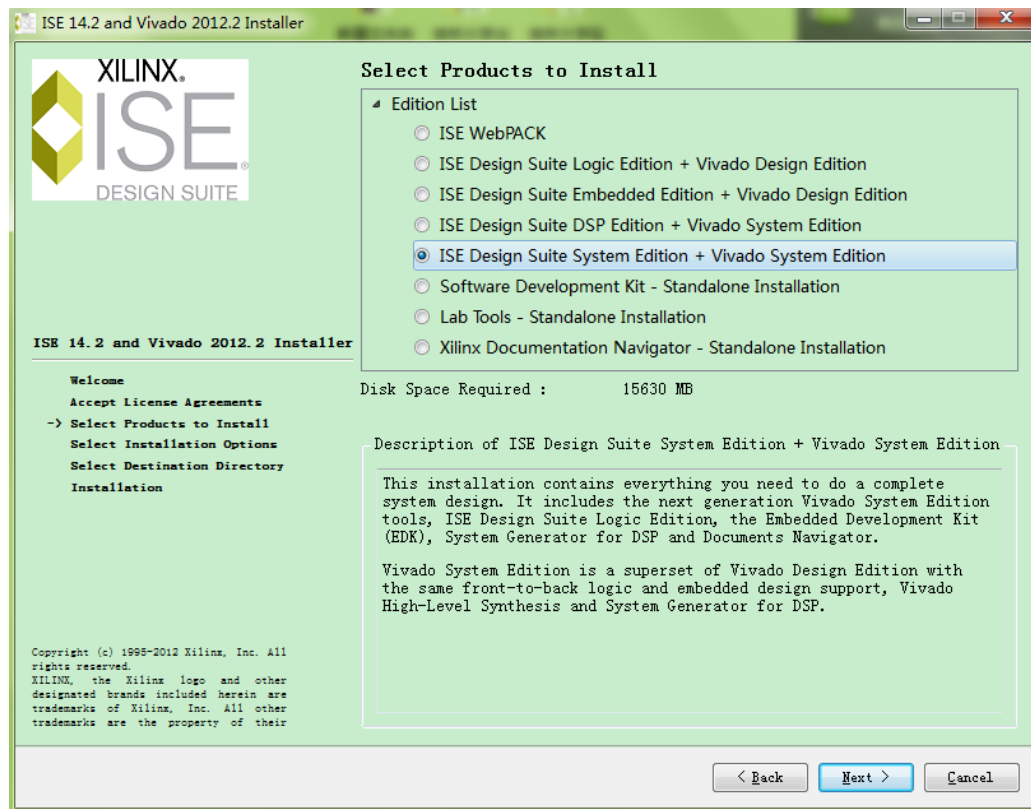 ISE 14.2 and Vivado 2012.2 Installer
XILINX®
ISE®
DESIGN SUITE
ISE 14.2 and Vivado 2012.2 Installer
Welcome
Accept License Agreements
-> Select Products to Install
Select Installation Options
Select Destination Directory
Installation
Copyright (c) 1995-2012 Xilinx, Inc. All
rights reserved.
XILINX, the Xilinx logo and other
designated brands included herein are
trademarks of Xilinx, Inc. All other
trademarks are the property of their
Select Products to Install
Edition List
ISE WebPACK
ISE Design Suite Logic Edition + Vivado Design Edition
ISE Design Suite Embedded Edition + Vivado Design Edition
ISE Design Suite DSP Edition + Vivado System Edition
ISE Design Suite System Edition + Vivado System Edition
Software Development Kit - Standalone Installation
Lab Tools - Standalone Installation
Xilinx Documentation Navigator - Standalone Installation
Disk Space Required : 15630 MB
Description of ISE Design Suite System Edition + Vivado System Edition
This installation contains everything you need to do a complete
system design. It includes the next generation Vivado System Edition
tools, ISE Design Suite Logic Edition, the Embedded Development Kit
(EDK), System Generator for DSP and Documents Navigator.
Vivado System Edition is a superset of Vivado Design Edition with
the same front-to-back logic and embedded design support, Vivado
High-Level Synthesis and System Generator for DSP.
< Back
Next >
Cancel